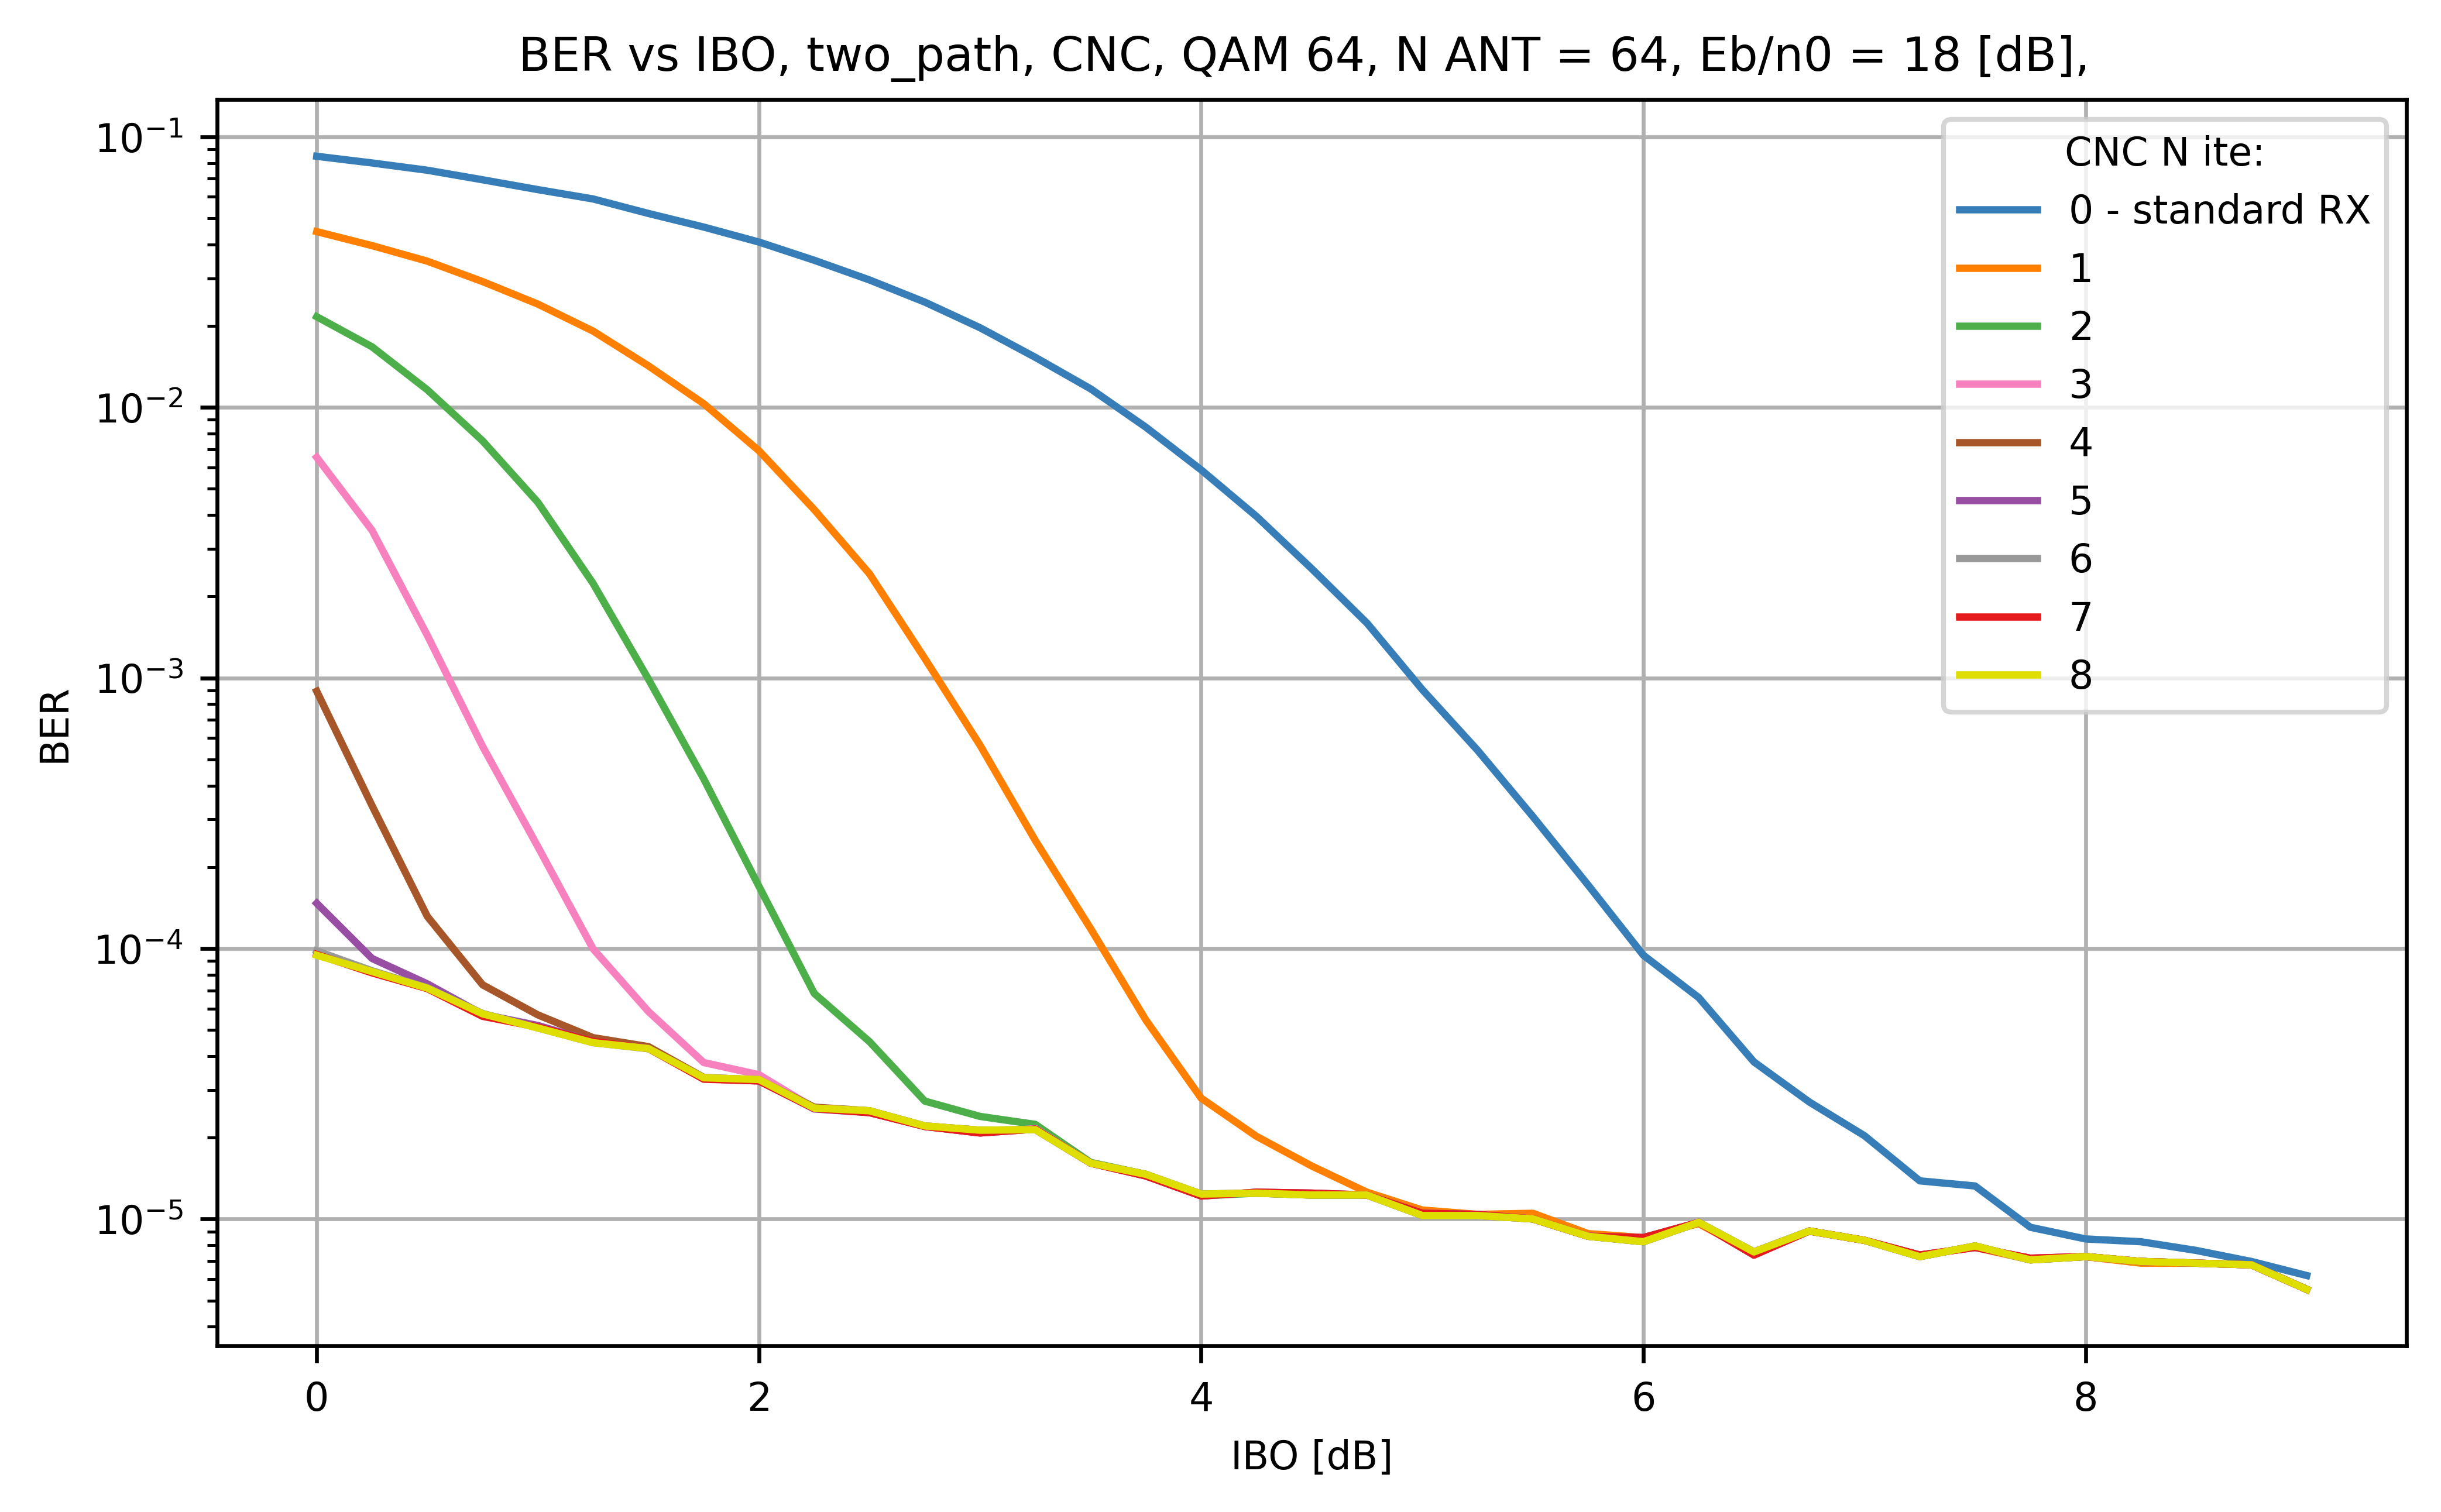 BER vs IBO, two_path, CNC, QAM 64, N ANT = 64, Eb/n0 = 18 [dB],
CNC N ite:
0 - standard RX
1
2
3
4
5
6
7
8
10⁻¹
10⁻²
10⁻³
10⁻⁴
10⁻⁵
BER
0 2 4 6 8
IBO [dB]